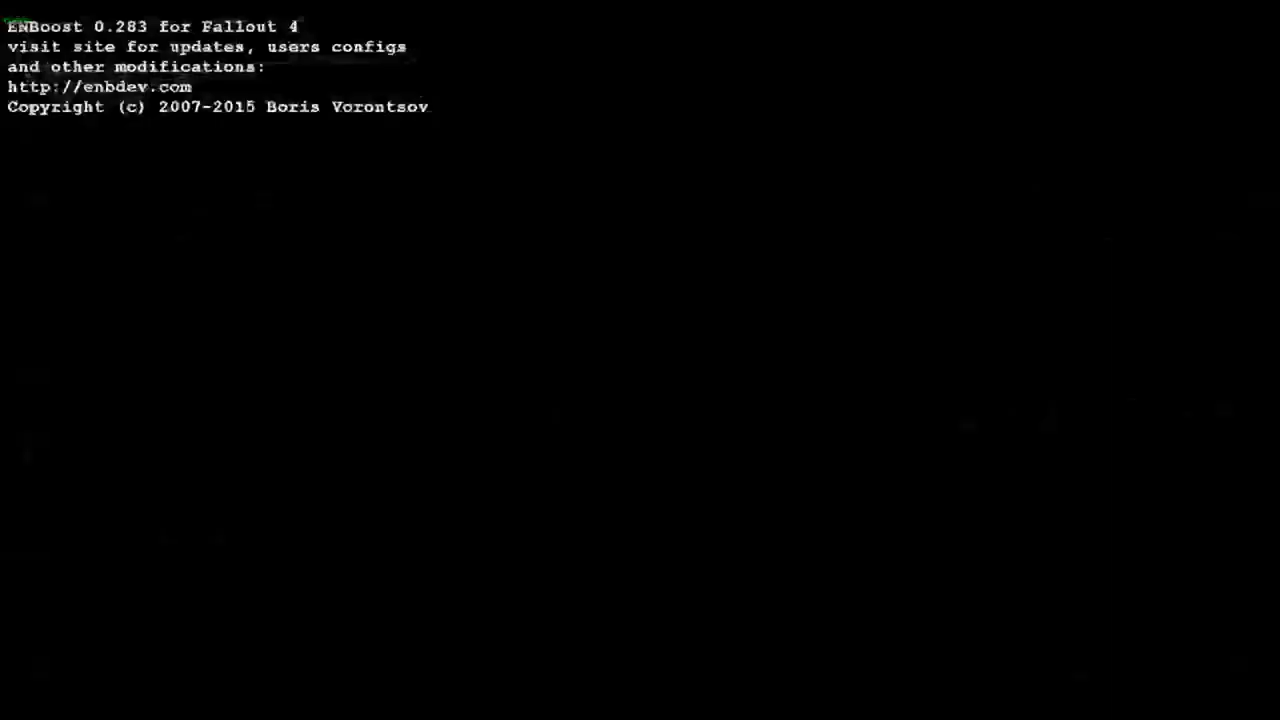 ENBoost 0.283 for Fallout 4
visit site for updates, users configs
and other modifications:
http://enbdev.com
Copyright (c) 2007-2015 Boris Vorontsov